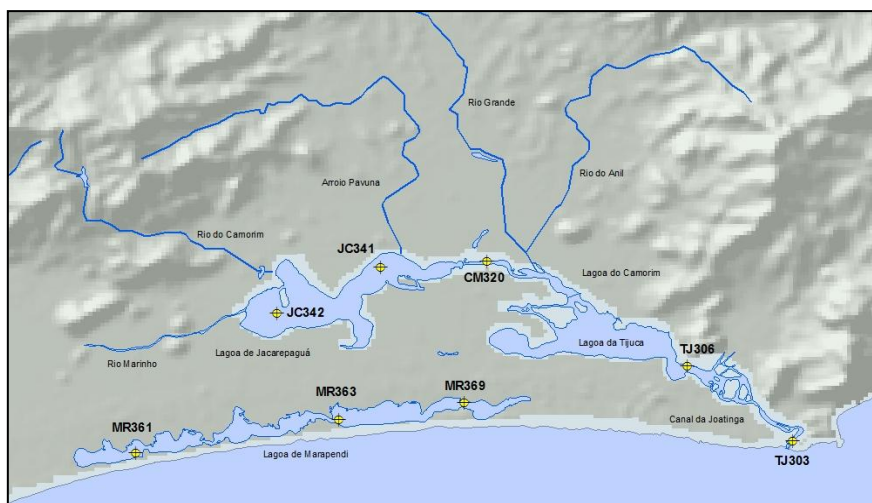 Rio Grande
Arroio Pavuna
Rio do Anil
Rio do Camorim
JC341
CM320
Lagoa do Camorim
JC342
Lagoa de Jacarepaguá
Lagoa da Tijuca
Rio Marinho
TJ306
MR369
MR363
Canal da Joatinga
MR361
Lagoa de Marapendi
TJ303